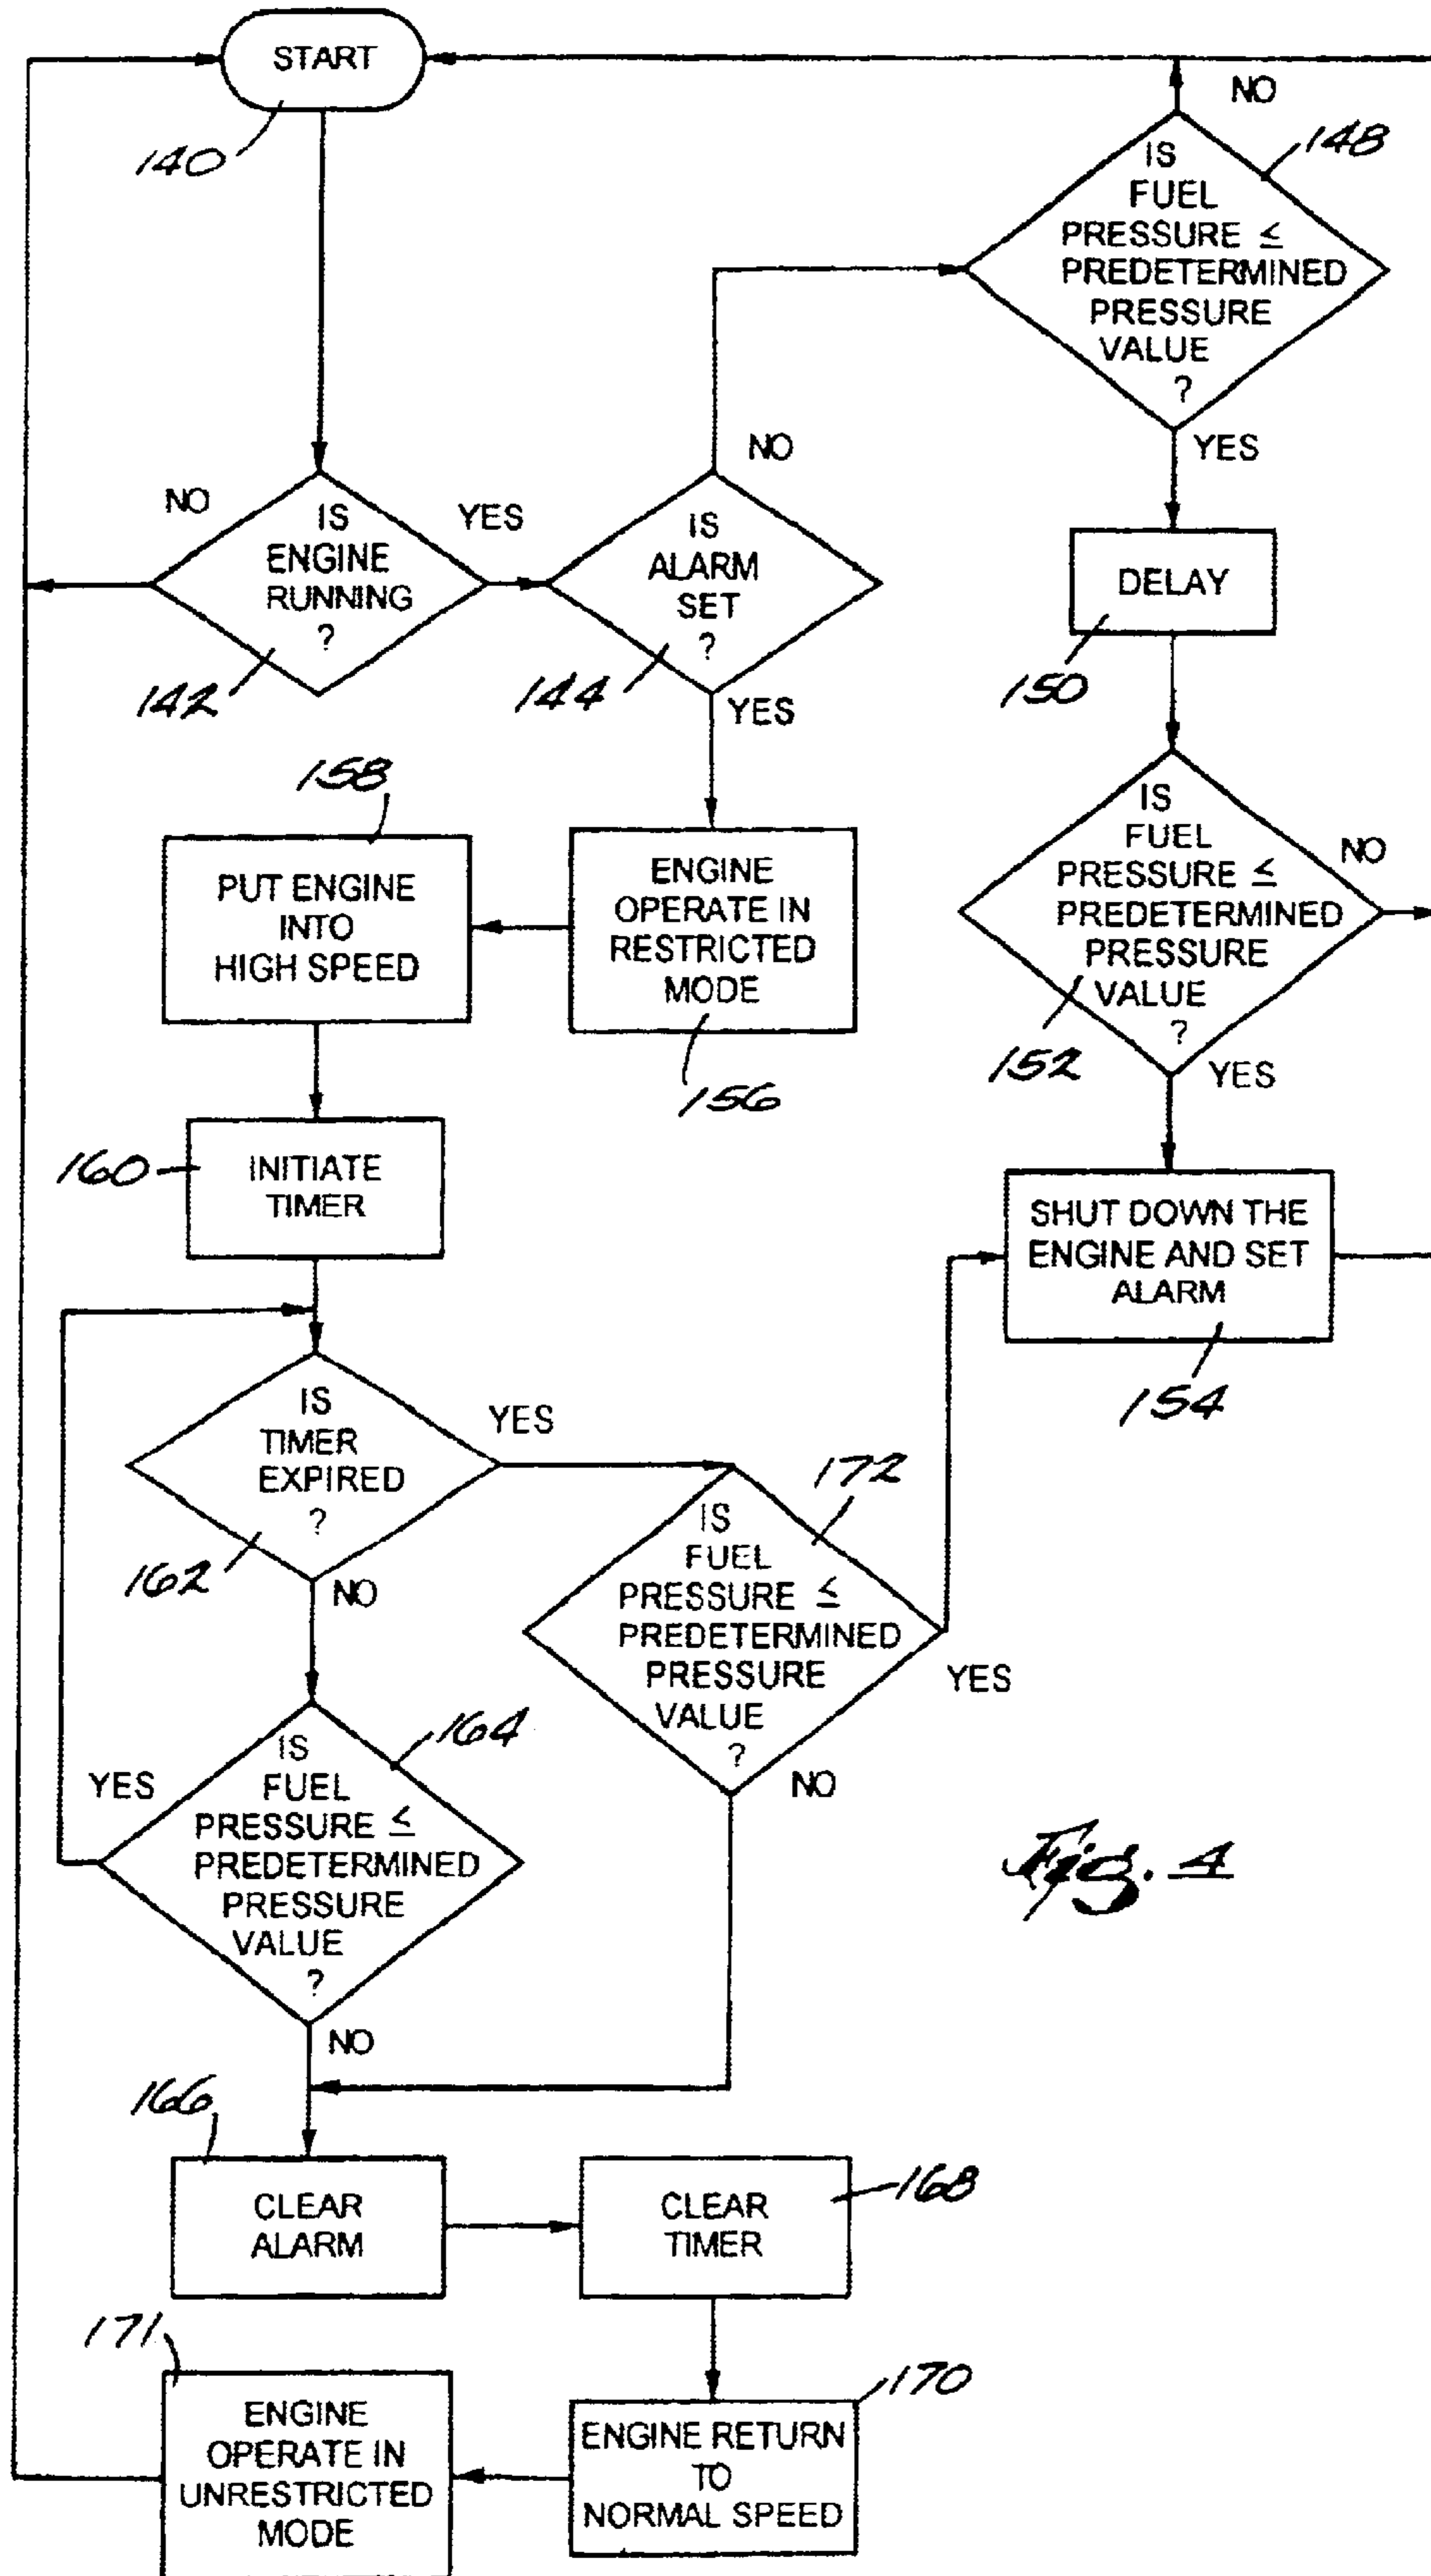 START
140
NO
IS
FUEL
PRESSURE ≤
PREDETERMINED
PRESSURE
VALUE
?
148
YES
NO
IS
ENGINE
RUNNING
?
142
YES
NO
IS
ALARM
SET
?
144
YES
DELAY
150
158
PUT ENGINE
INTO
HIGH SPEED
ENGINE
OPERATE IN
RESTRICTED
MODE
156
IS
FUEL
PRESSURE ≤
PREDETERMINED
PRESSURE
VALUE
?
152
NO
YES
160
INITIATE
TIMER
SHUT DOWN THE
ENGINE AND SET
ALARM
154
IS
TIMER
EXPIRED
?
162
YES
NO
172
IS
FUEL
PRESSURE ≤
PREDETERMINED
PRESSURE
VALUE
?
YES
NO
YES
IS
FUEL
PRESSURE ≤
PREDETERMINED
PRESSURE
VALUE
?
164
NO
Fig. 4
166
CLEAR
ALARM
CLEAR
TIMER
168
171
ENGINE
OPERATE IN
UNRESTRICTED
MODE
ENGINE RETURN
TO
NORMAL SPEED
170